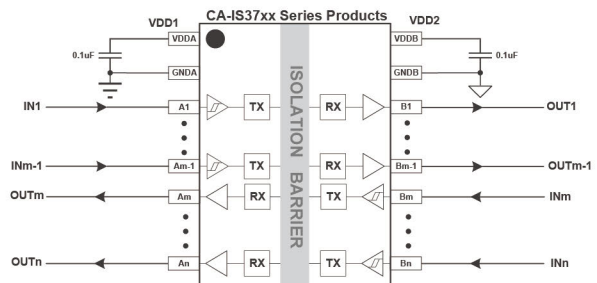 CA-IS37xx Series Products
VDD1 VDD2
VDDA VDDB
0.1uF 0.1uF
GNDA GNDB
ISOLATION BARRIER
IN1 A1 TX RX B1 OUT1
INm-1 Am-1 TX RX Bm-1 OUTm-1
OUTm Am RX TX Bm INm
OUTn An RX TX Bn INn